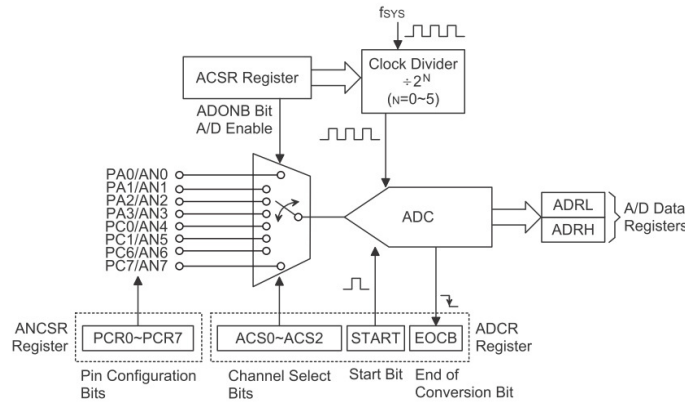 fSYS
ACSR Register
Clock Divider
÷2^N
(N=0~5)
ADONB Bit
A/D Enable
PA0/AN0
PA1/AN1
PA2/AN2
PA3/AN3
PC0/AN4
PC1/AN5
PC6/AN6
PC7/AN7
ADC
ADRL
ADRH
A/D Data
Registers
ANCSR
Register
PCR0~PCR7
ACS0~ACS2
START
EOCB
ADCR
Register
Pin Configuration
Bits
Channel Select
Bits
Start Bit
End of
Conversion Bit